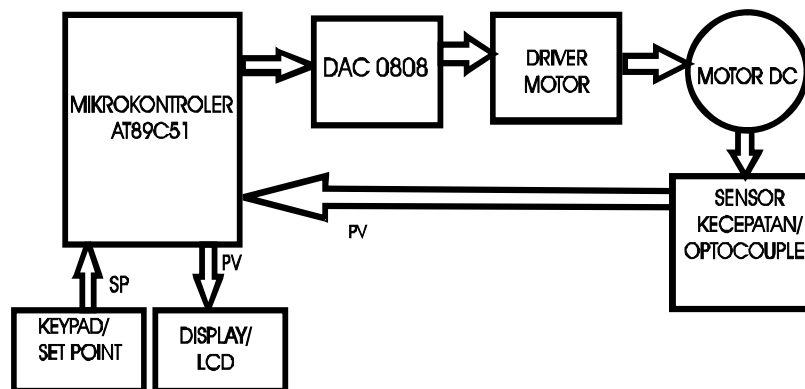 MIKROKONTROLER
AT89C51
DAC 0808
DRIVER
MOTOR
MOTOR DC
SENSOR
KECEPATAN/
OPTOCOUPLE
PV
SP
PV
KEYPAD/
SET POINT
DISPLAY/
LCD